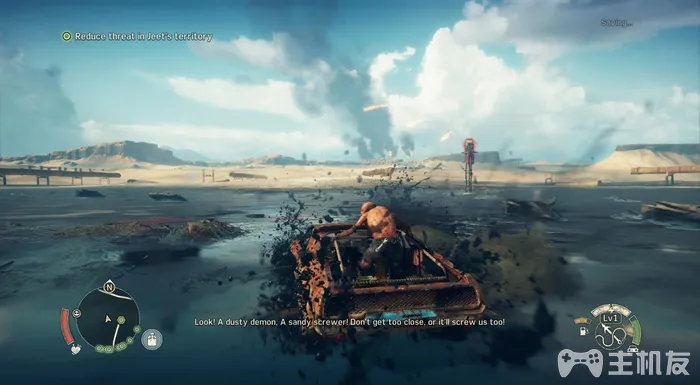 Saving...
Reduce threat in Jeet's territory
Look! A dusty demon, A sandy screwer! Don't get too close, or it'll screw us too!
N
Lv1
主机友